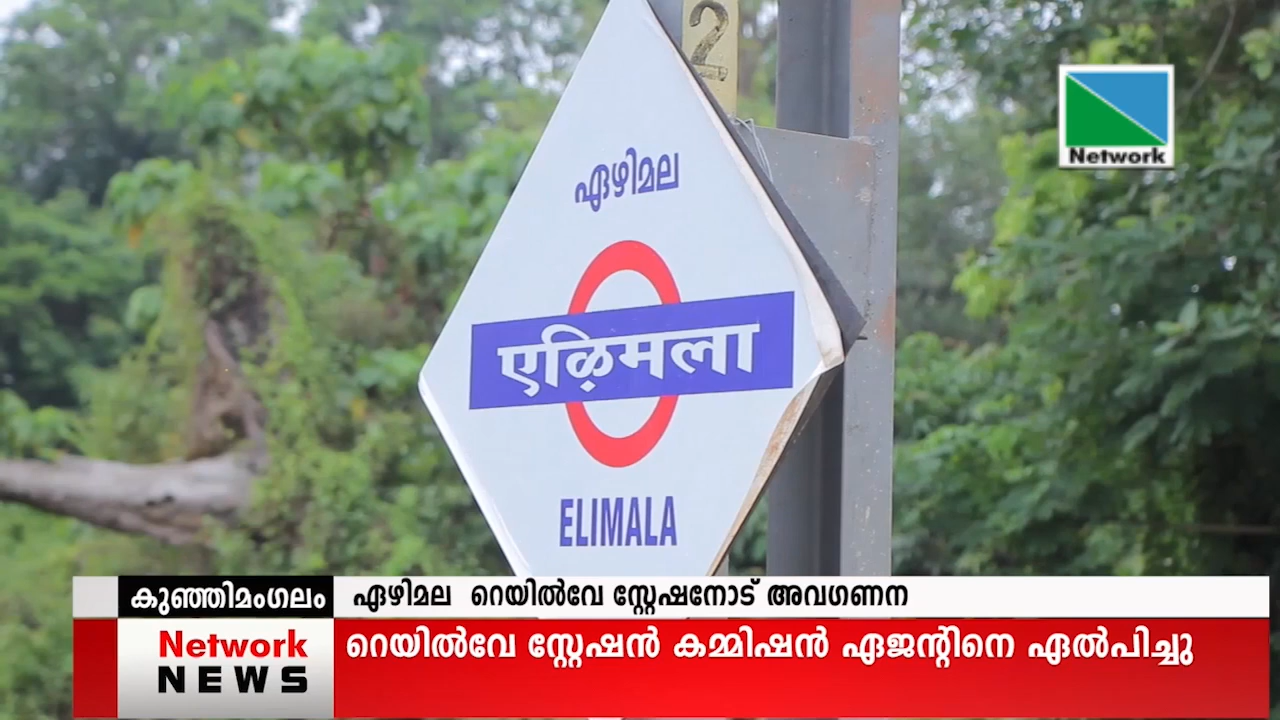 2
Network
ഏഴിമല
एऴिमला
ELIMALA
കുഞ്ഞിമംഗലം
ഏഴിമല റെയിൽവേ സ്റ്റേഷനോട് അവഗണന
Network
NEWS
റെയിൽവേ സ്റ്റേഷൻ കമ്മിഷൻ ഏജന്റിനെ ഏൽപിച്ചു